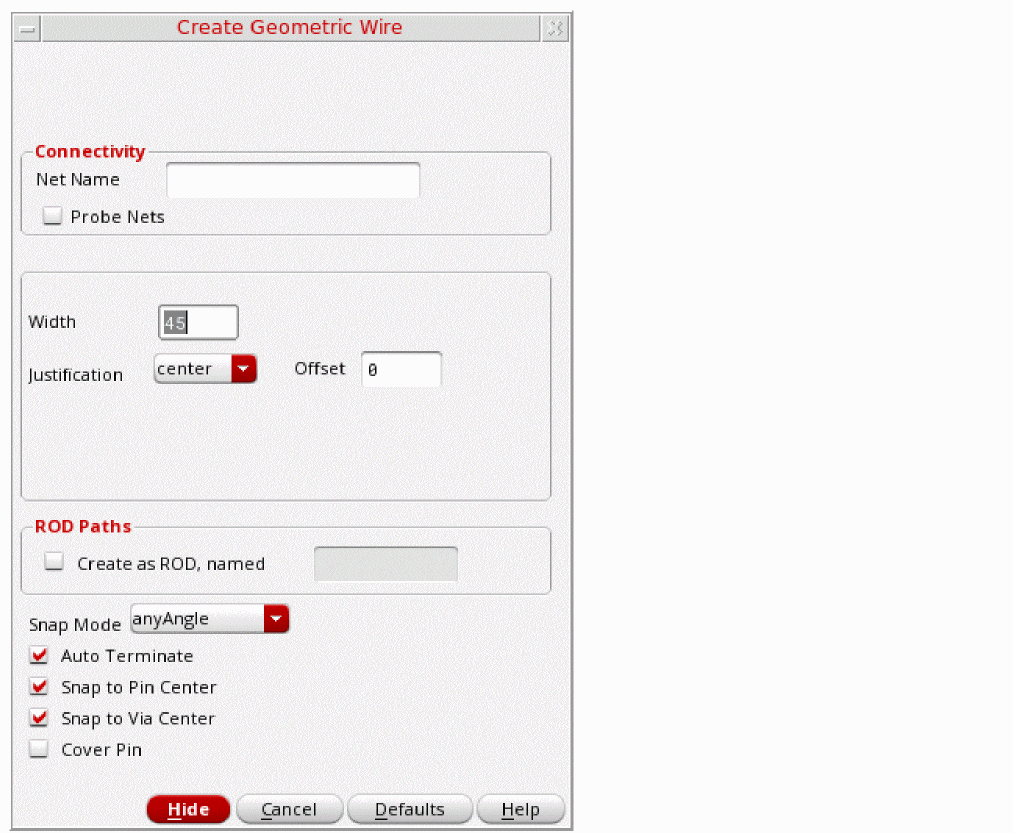 Create Geometric Wire
Connectivity
Net Name
Probe Nets
Width 45
Justification center Offset 0
ROD Paths
Create as ROD, named
Snap Mode anyAngle
Auto Terminate
Snap to Pin Center
Snap to Via Center
Cover Pin
Hide Cancel Defaults Help